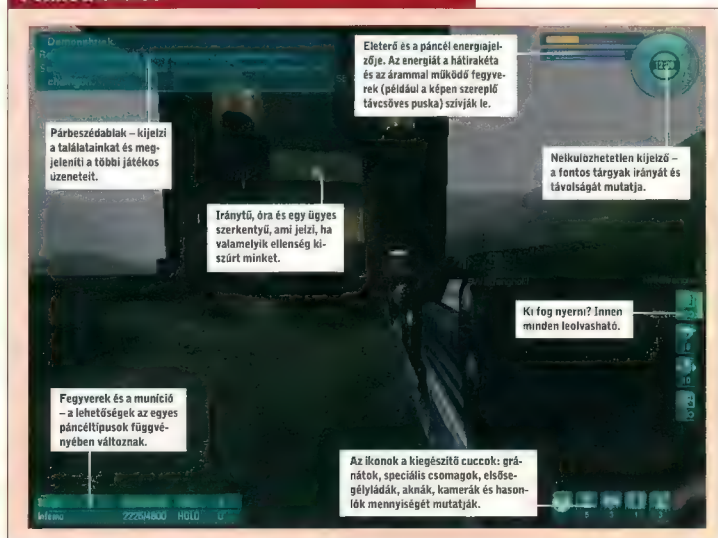 Életerő és a páncél energiajel-
zője. Az energiát a hátirakéta
és az árammal működő fegyve-
rek (például a képen szereplő
távcsöves puska) szívják le.
Párbeszédablak – kijelzi
a találatainkat és meg-
jeleníti a többi játékos
üzeneteit.
Nélkülözhetetlen kijelző –
a fontos tárgyak irányát és
távolságát mutatja.
Iránytű, óra és egy ügyes
szerkentyű, ami jelzi, ha
valamelyik ellenség ki-
szúrt minket.
Ki fog nyerni? Innen
minden leolvasható.
Fegyverek és a muníció
– a lehetőségek az egyes
páncéltípusok függvé-
nyében változnak.
Az ikonok a kiegészítő cuccok: grá-
nátok, speciális csomagok, elsőse-
gélyládák, aknák, kamerák és hason-
lók mennyiségét mutatják.
Inferno HOLD
5 3 1 3